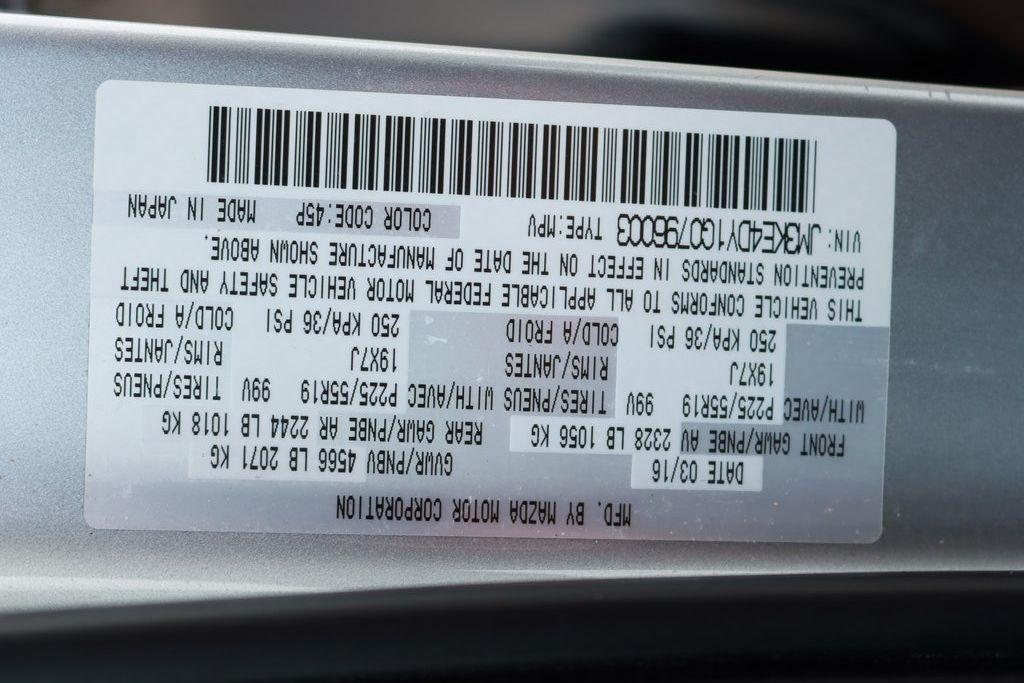 MFD. BY MAZDA MOTOR CORPORATION
DATE 03/16 GVWR/PNBV 4566 LB 2071 KG
FRONT GAWR/PNBE AV 2328 LB 1056 KG REAR GAWR/PNBE AR 2244 LB 1018 KG
WITH/AVEC P225/55R19 99V TIRES/PNEUS WITH/AVEC P225/55R19 99V TIRES/PNEUS
19X7J RIMS/JANTES 19X7J RIMS/JANTES
250 KPA/36 PSI COLD/A FROID 250 KPA/36 PSI COLD/A FROID
THIS VEHICLE CONFORMS TO ALL APPLICABLE FEDERAL MOTOR VEHICLE SAFETY AND THEFT
PREVENTION STANDARDS IN EFFECT ON THE DATE OF MANUFACTURE SHOWN ABOVE.
VIN: JM3KE4DY1G0796003 TYPE:MPV COLOR CODE:45P MADE IN JAPAN